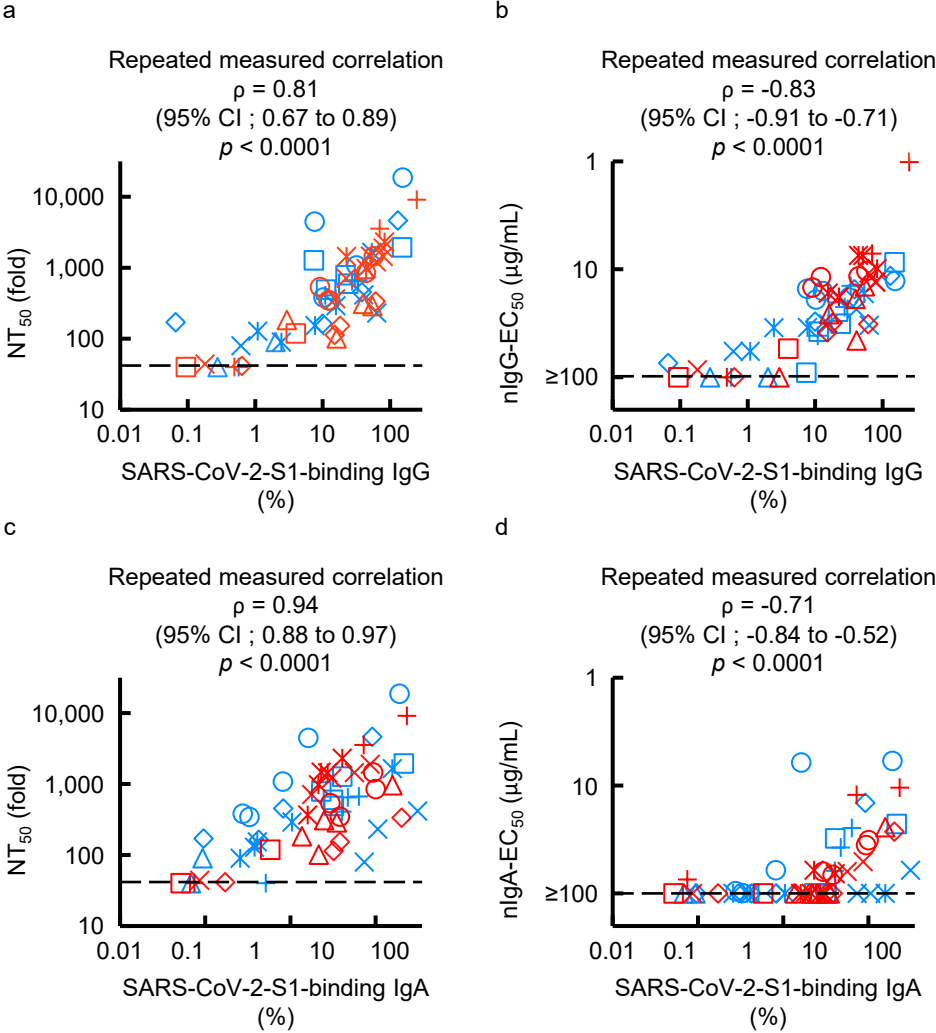 a
Repeated measured correlation
ρ = 0.81
(95% CI ; 0.67 to 0.89)
p < 0.0001
NT50 (fold)
10,000
1,000
100
10
0.01 0.1 1 10 100
SARS-CoV-2-S1-binding IgG
(%)
b
Repeated measured correlation
ρ = -0.83
(95% CI ; -0.91 to -0.71)
p < 0.0001
nIgG-EC50 (μg/mL)
1
10
≥100
0.01 0.1 1 10 100
SARS-CoV-2-S1-binding IgG
(%)
c
Repeated measured correlation
ρ = 0.94
(95% CI ; 0.88 to 0.97)
p < 0.0001
NT50 (fold)
10,000
1,000
100
10
0.01 0.1 1 10 100
SARS-CoV-2-S1-binding IgA
(%)
d
Repeated measured correlation
ρ = -0.71
(95% CI ; -0.84 to -0.52)
p < 0.0001
nIgA-EC50 (μg/mL)
1
10
≥100
0.01 0.1 1 10 100
SARS-CoV-2-S1-binding IgA
(%)